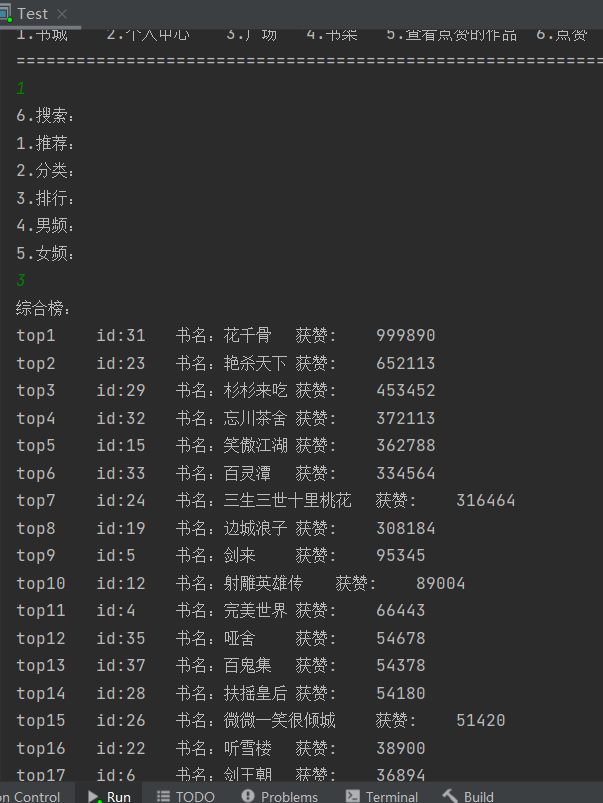 Test
1.书城 2.个人中心 3.广场 4.书架 5.查看点赞的作品 6.点赞
==========================================================
1
6.搜索:
1.推荐:
2.分类:
3.排行:
4.男频:
5.女频:
3
综合榜:
top1 id:31 书名: 花千骨 获赞: 999890
top2 id:23 书名: 艳杀天下 获赞: 652113
top3 id:29 书名: 杉杉来吃 获赞: 453452
top4 id:32 书名: 忘川茶舍 获赞: 372113
top5 id:15 书名: 笑傲江湖 获赞: 362788
top6 id:33 书名: 百灵潭 获赞: 334564
top7 id:24 书名: 三生三世十里桃花 获赞: 316464
top8 id:19 书名: 边城浪子 获赞: 308184
top9 id:5 书名: 剑来 获赞: 95345
top10 id:12 书名: 射雕英雄传 获赞: 89004
top11 id:4 书名: 完美世界 获赞: 66443
top12 id:35 书名: 哑舍 获赞: 54678
top13 id:37 书名: 百鬼集 获赞: 54378
top14 id:28 书名: 扶摇皇后 获赞: 54180
top15 id:26 书名: 微微一笑很倾城 获赞: 51420
top16 id:22 书名: 听雪楼 获赞: 38900
top17 id:6 书名: 剑王朝 获赞: 36894
on Control Run TODO Problems Terminal Build